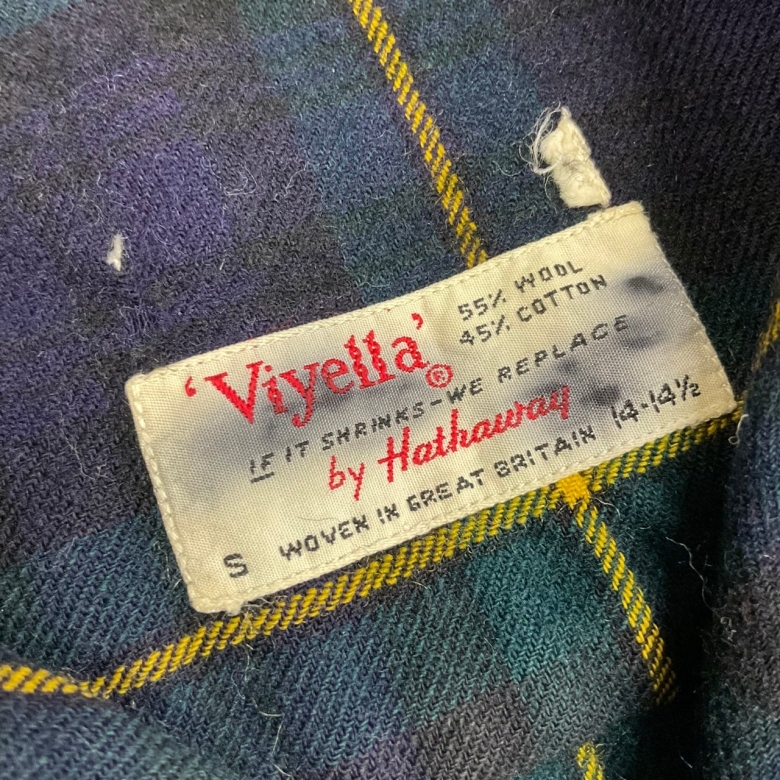 'Viyella'® 55% WOOL
45% COTTON
IF IT SHRINKS-WE REPLACE
by Hathaway
S WOVEN IN GREAT BRITAIN 14-14½